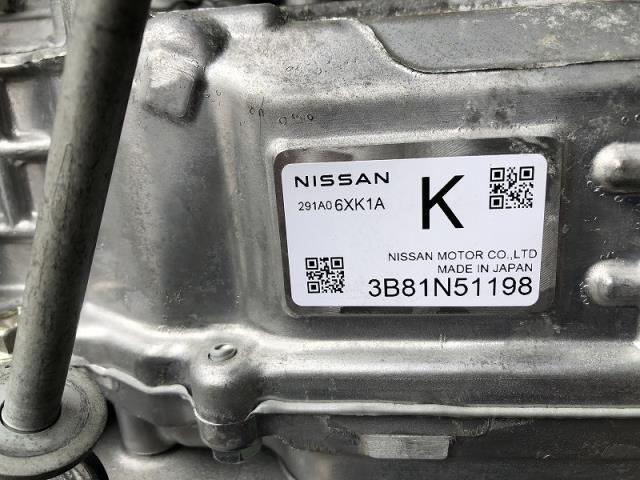 NISSAN
291A0 6XK1A
K
NISSAN MOTOR CO.,LTD
MADE IN JAPAN
3B81N51198